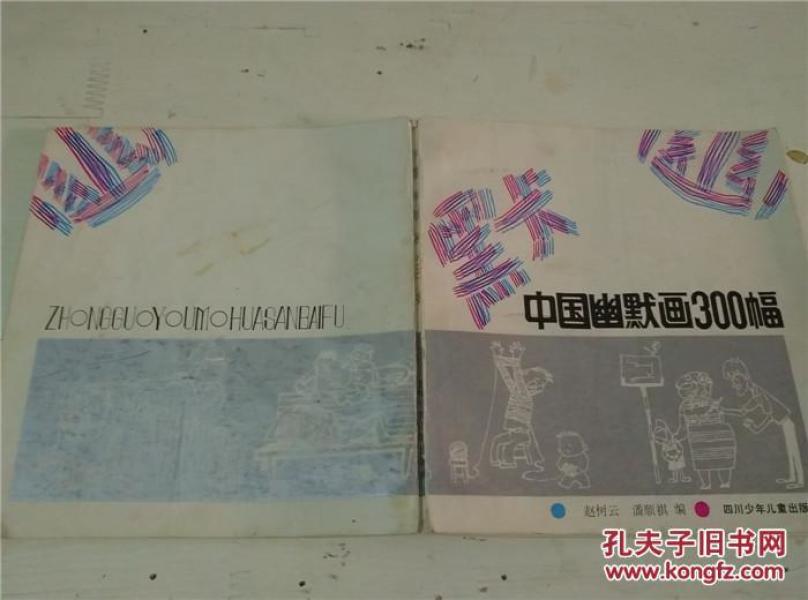 ZHONGGUOYOUMOHUASANBAIFU
幽默
中国幽默画300幅
赵树云 潘顺祺 编
四川少年儿童出版
孔夫子旧书网
www.kongfz.com